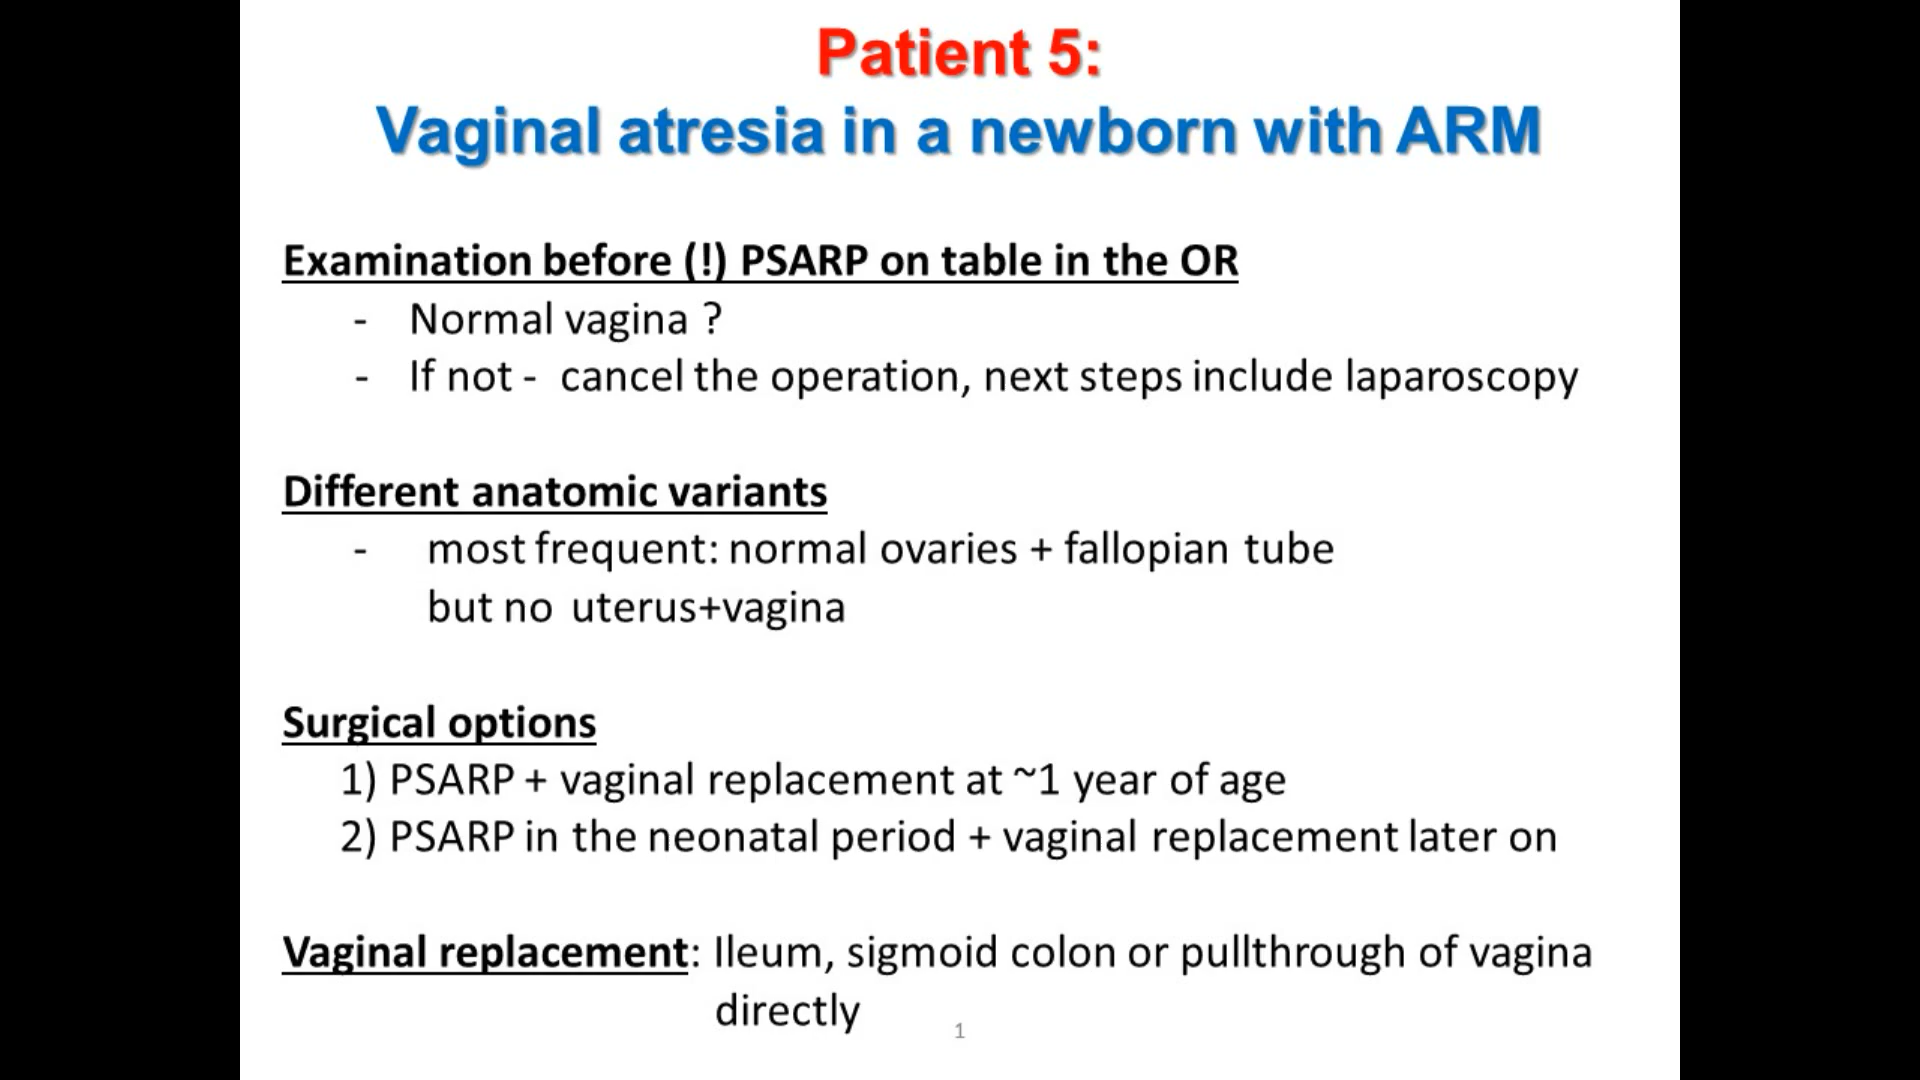 Patient 5:
Vaginal atresia in a newborn with ARM
Examination before (!) PSARP on table in the OR
- Normal vagina ?
- If not - cancel the operation, next steps include laparoscopy
Different anatomic variants
- most frequent: normal ovaries + fallopian tube
but no uterus+vagina
Surgical options
1) PSARP + vaginal replacement at ~1 year of age
2) PSARP in the neonatal period + vaginal replacement later on
Vaginal replacement: Ileum, sigmoid colon or pullthrough of vagina
directly
1